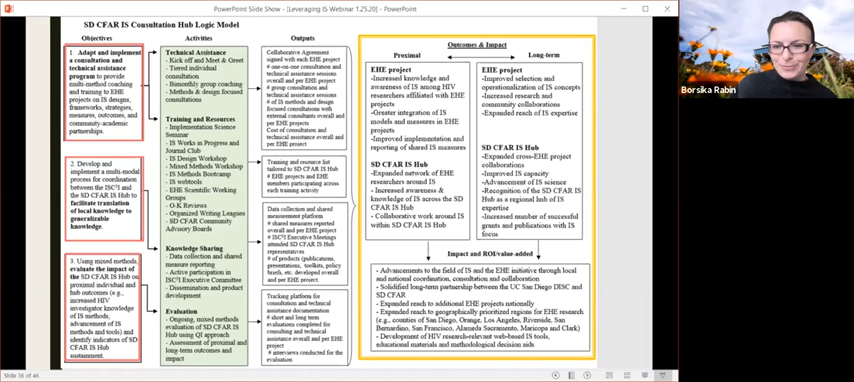 PowerPoint Slide Show - [Leveraging IS Webinar 1.25.20] - PowerPoint
SD CFAR IS Consultation Hub Logic Model
Objectives
1. Adapt and implement
a consultation and
technical assistance
program to provide
multi-method coaching
and training to EHE
projects on IS designs,
frameworks, strategies,
measures, outcomes, and
community-academic
partnerships.
2. Develop and
implement a multi-modal
process for coordination
between the ISC³I and
the SD CFAR IS Hub to
facilitate translation
of local knowledge to
generalizable
knowledge.
3. Using mixed methods,
evaluate the impact of
the SD CFAR IS Hub on
proximal individual and
hub outcomes (e.g.,
increased HIV
investigator knowledge
of IS methods;
advancement of IS
methods and tools) and
identify indicators of SD
CFAR IS Hub
sustainment.
Activities
Technical Assistance
- Kick off and Meet & Greet
- Tiered individual
consultation
- Bimonthly group coaching
- Methods & design focused
consultations
Training and Resources
- Implementation Science
Seminar
- IS Works in Progress and
Journal Club
- IS Design Workshop
- Mixed Methods Workshop
- IS Methods Bootcamp
- IS webtools
- EHE Scientific Working
Groups
- O-K Reviews
- Organized Writing Leagues
- SD CFAR Community
Advisory Boards
Knowledge Sharing
- Data collection and shared
measure reporting
- Active participation in
ISC³I Executive Committee
- Dissemination and product
development
Evaluation
- Ongoing, mixed methods
evaluation of SD CFAR IS
Hub using QI approach
- Assessment of proximal
and long-term outcomes and
impact
Outputs
Collaborative Agreement
signed with each EHE project
# one-on-one consultation and
technical assistance sessions
overall and per EHE project
# group consultation and
technical assistance sessions
# of IS methods and design
focused consultations with
external consultants overall and
per EHE projects
Cost of consultation and
technical assistance overall and
per EHE project
Training and resource list
tailored to SD CFAR IS Hub
# EHE projects and EHE
members participating across
each training activity
Data collection and shared
measurement platform
# shared measures reported
overall and per EHE Project
# ISC³I Executive Meetings
attended SD CFAR IS Hub
representatives
# of products (publications,
presentations, toolkits, policy
briefs, etc. developed overall
and per EHE project.
Tracking platform for
consultation and technical
assistance documentation
# short and long term
evaluations completed for
consulting and technical
assistance overall and per EHE
project
# interviews conducted for the
evaluation
Outcomes & Impact
Proximal
EHE project
-Increased knowledge and
awareness of IS among HIV
researchers affiliated with EHE
projects
-Greater integration of IS
models and measures in EHE
projects
-Improved implementation and
reporting of shared IS measures
SD CFAR IS Hub
-Expanded network of EHE
researchers around IS
- Increased awareness &
knowledge of IS across the SD
CFAR IS Hub
- Collaborative work around IS
within SD CFAR IS Hub
Long-term
EHE project
-Improved selection and
operationalization of IS concepts
-Increased research and
community collaborations
-Expanded reach of IS expertise
SD CFAR IS Hub
-Expanded cross-EHE project
collaborations
-Improved IS capacity
-Advancement of IS science
-Recognition of the SD CFAR
IS Hub as a regional hub of IS
expertise
-Increased number of successful
grants and publications with IS
focus
Impact and ROI/value-added
- Advancements to the field of IS and the EHE initiative through local
and national coordination, consultation and collaboration
- Solidified long-term partnership between the UC San Diego DISC and
SD CFAR
- Expanded reach to additional EHE projects nationally
- Expanded reach to geographically prioritized regions for EHE research
(e.g., counties of San Diego, Orange, Los Angeles, Riverside, San
Bernardino, San Francisco, Alameda Sacramento, Maricopa and Clark)
- Development of HIV research-relevant web-based IS tools,
educational materials and methodological decision aids
Borsika Rabin
Slide 36 of 46